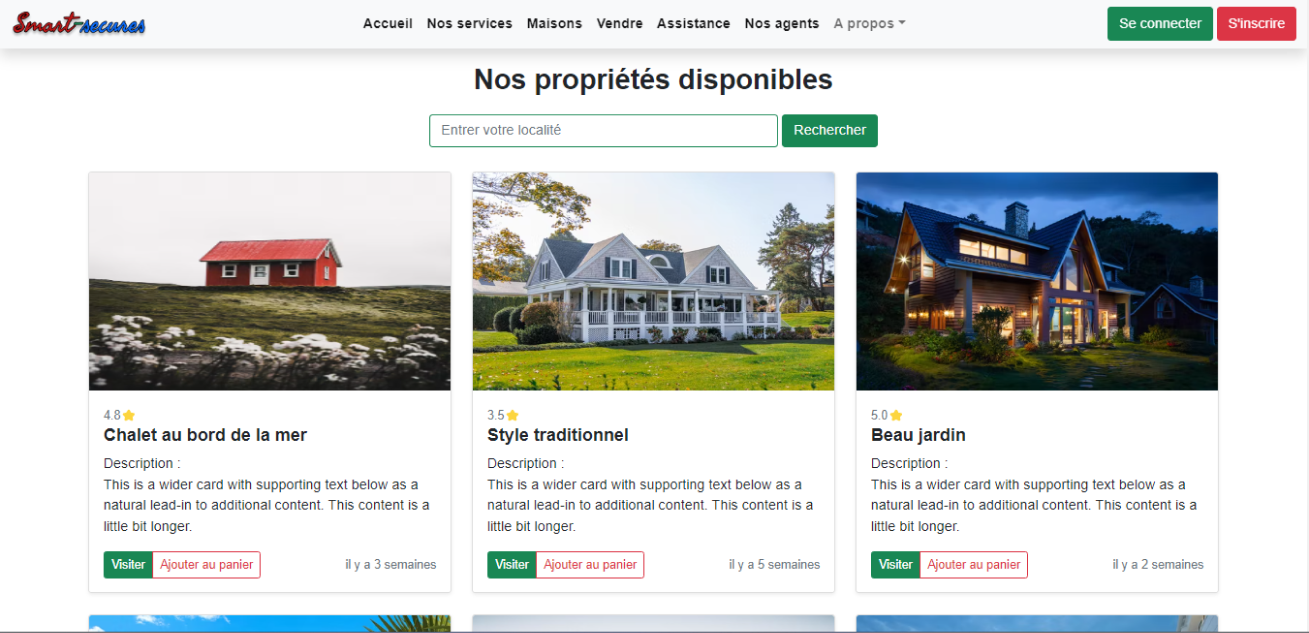 Smart-secures
Accueil Nos services Maisons Vendre Assistance Nos agents A propos
Se connecter S'inscrire
Nos propriétés disponibles
Entrer votre localité Rechercher
4.8
Chalet au bord de la mer
Description :
This is a wider card with supporting text below as a
natural lead-in to additional content. This content is a
little bit longer.
Visiter Ajouter au panier il y a 3 semaines
3.5
Style traditionnel
Description :
This is a wider card with supporting text below as a
natural lead-in to additional content. This content is a
little bit longer.
Visiter Ajouter au panier il y a 5 semaines
5.0
Beau jardin
Description :
This is a wider card with supporting text below as a
natural lead-in to additional content. This content is a
little bit longer.
Visiter Ajouter au panier il y a 2 semaines